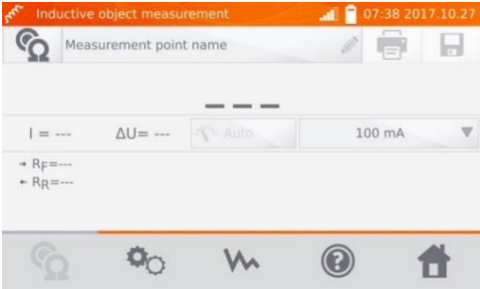 Inductive object measurement 07:38 2017.10.27
Measurement point name
---
I = --- ΔU= --- Auto 100 mA
→ RF=---
← RR=---